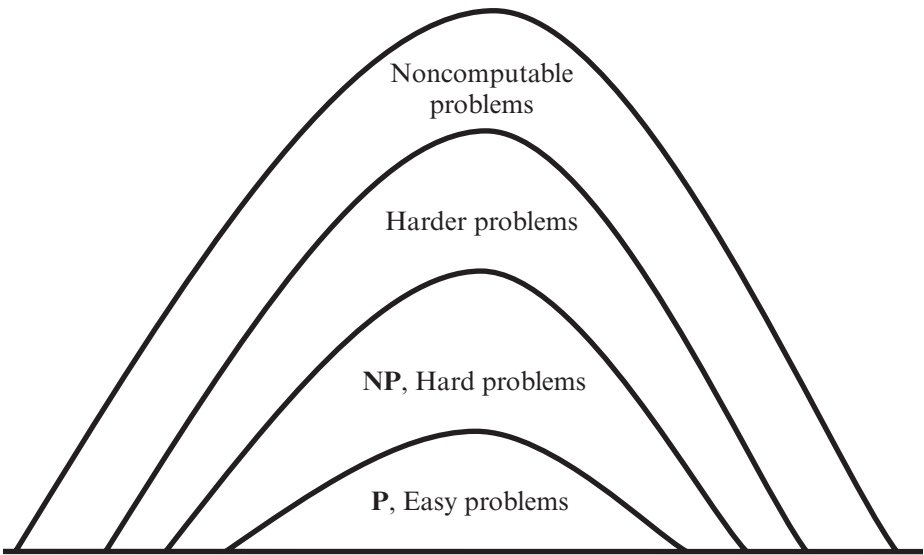 Noncomputable
problems
Harder problems
NP, Hard problems
P, Easy problems